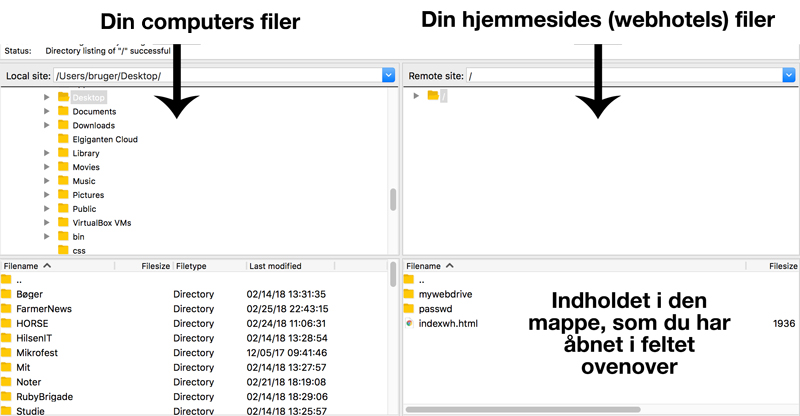 Din computers filer
Din hjemmesides (webhotels) filer
Status: Directory listing of "/" successful
Local site: /Users/bruger/Desktop/
Remote site: /
Desktop
/
Documents
Downloads
Elgiganten Cloud
Library
Movies
Music
Pictures
Public
VirtualBox VMs
bin
css
Filename Filesize Filetype Last modified
..
Bøger Directory 02/14/18 13:31:35
FarmerNews Directory 02/25/18 22:43:15
HORSE Directory 02/24/18 11:06:31
HilsenIT Directory 02/14/18 13:28:54
Mikrofest Directory 12/05/17 09:41:46
Mit Directory 02/14/18 13:27:57
Noter Directory 02/21/18 18:19:08
RubyBrigade Directory 02/14/18 18:29:06
Studie Directory 02/14/18 13:25:57
Filename Filesize
..
mywebdrive
passwd
indexwh.html 1936
Indholdet i den
mappe, som du har
åbnet i feltet
ovenover